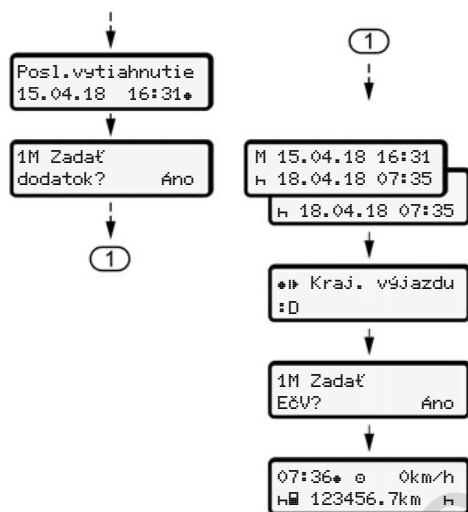 Posl.vytiahnutie
15.04.18 16:31●
1M Zadať
dodatok? Áno
1
1
M 15.04.18 16:31
h 18.04.18 07:35
h 18.04.18 07:35
●I▶ Kraj. výjazdu
:D
1M Zadať
EčV? Áno
07:36● ⊙ 0km/h
h 123456.7km h